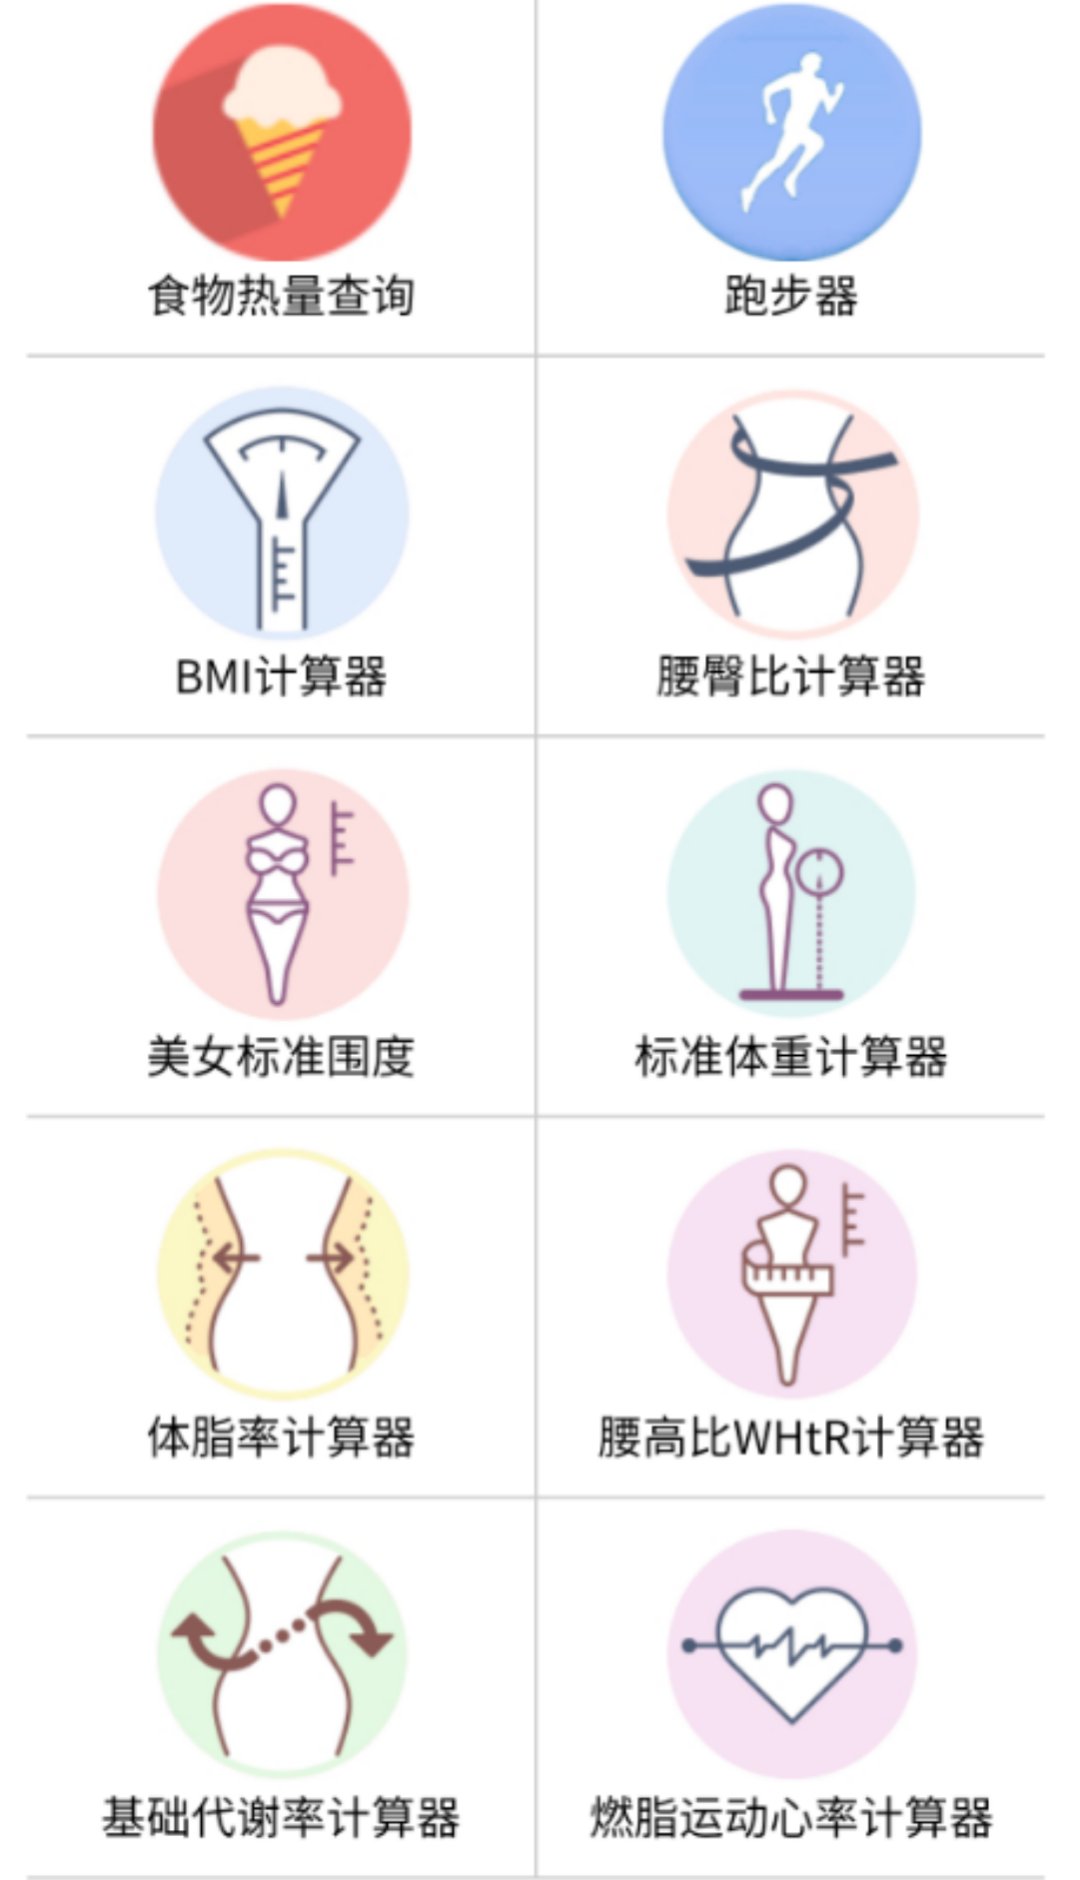 食物热量查询
跑步器
BMI计算器
腰臀比计算器
美女标准围度
标准体重计算器
体脂率计算器
腰高比WHtR计算器
基础代谢率计算器
燃脂运动心率计算器